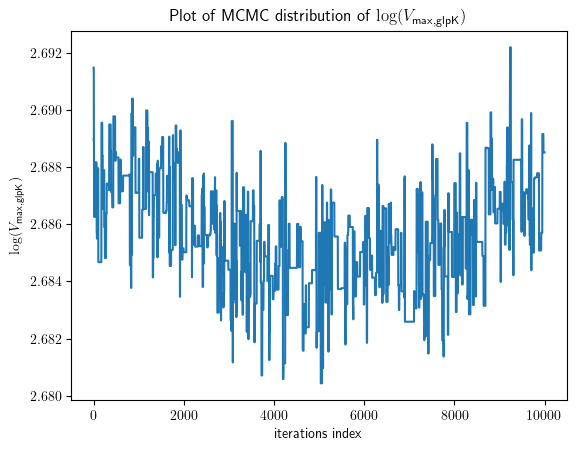 Plot of MCMC distribution of log(V_max,glpK)
log(V_max,glpK)
2.692
2.690
2.688
2.686
2.684
2.682
2.680
0 2000 4000 6000 8000 10000
iterations index